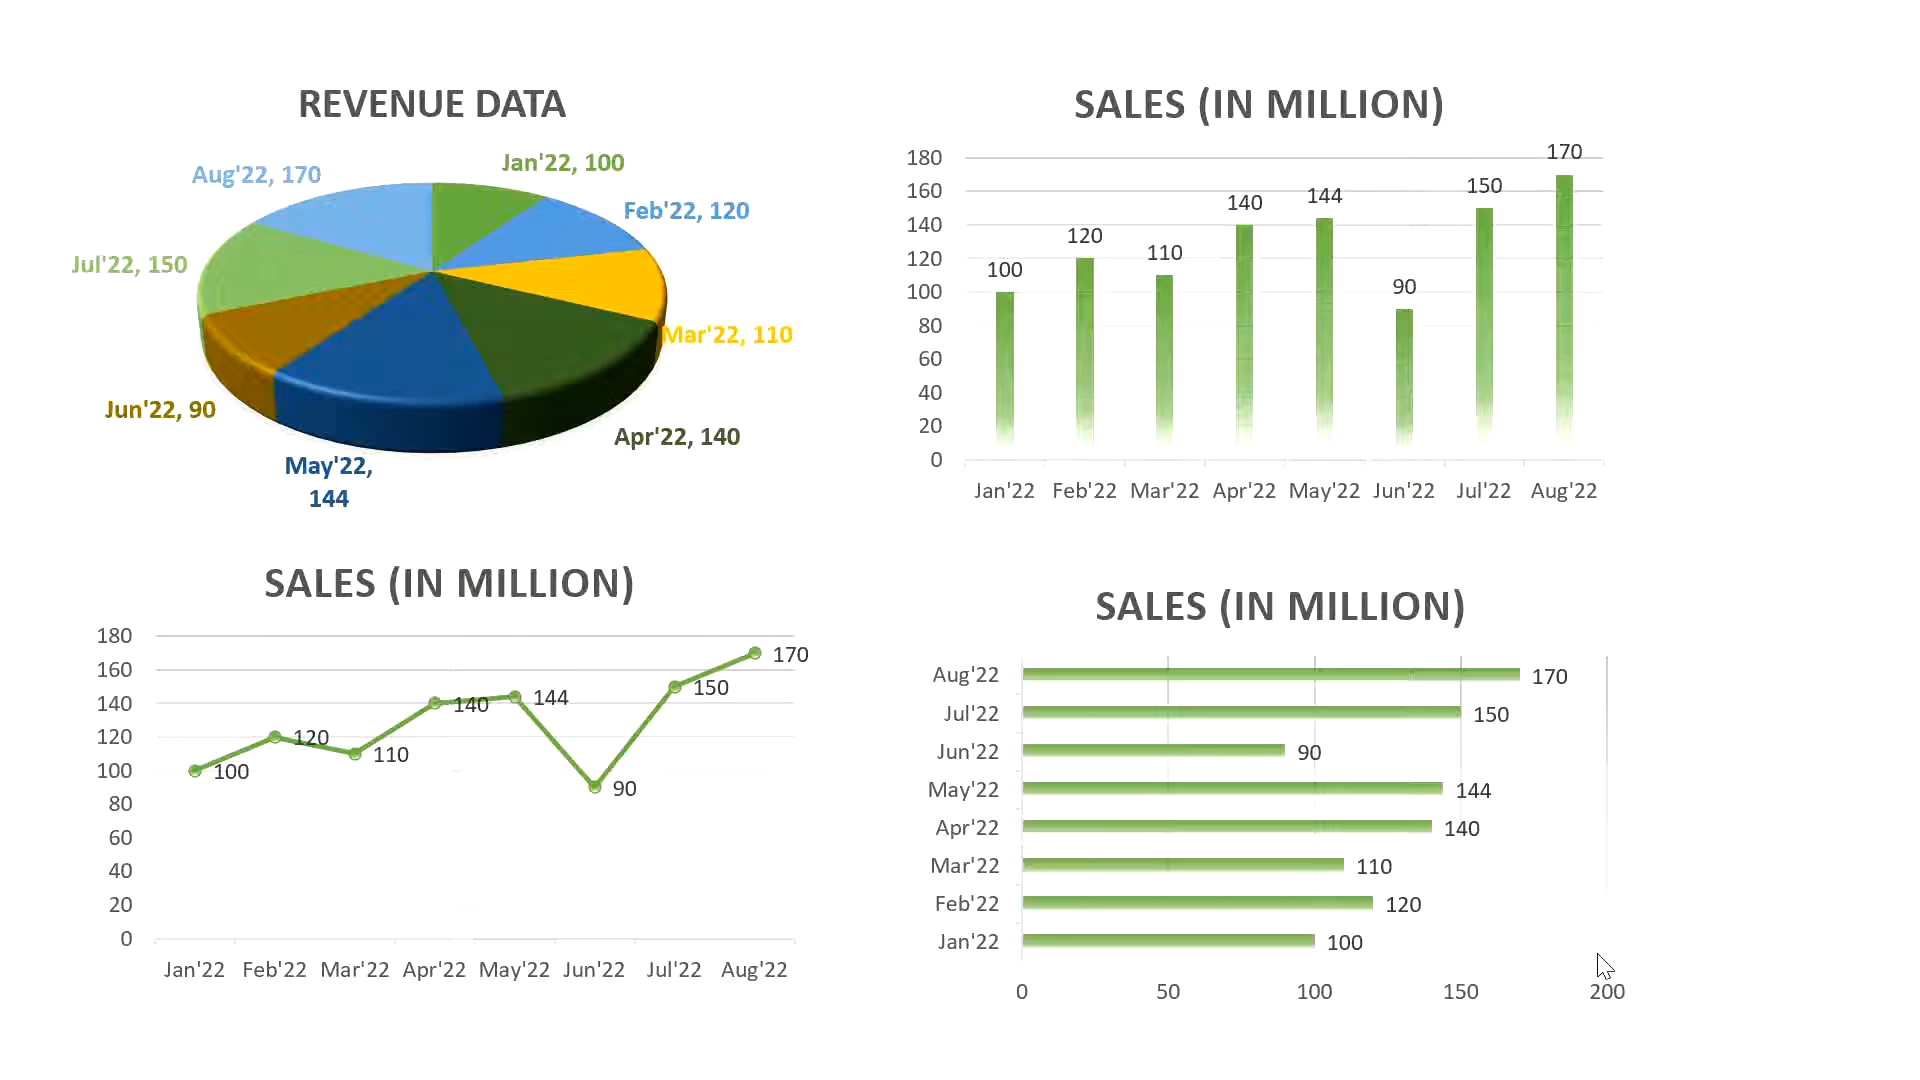 REVENUE DATA
Jan'22, 100
Feb'22, 120
Mar'22, 110
Apr'22, 140
May'22,
144
Jun'22, 90
Jul'22, 150
Aug'22, 170
SALES (IN MILLION)
180
160
140
120
100
80
60
40
20
0
100
120
110
140
144
90
150
170
Jan'22 Feb'22 Mar'22 Apr'22 May'22 Jun'22 Jul'22 Aug'22
SALES (IN MILLION)
180
160
140
120
100
80
60
40
20
0
100
120
110
140
144
90
150
170
Jan'22 Feb'22 Mar'22 Apr'22 May'22 Jun'22 Jul'22 Aug'22
SALES (IN MILLION)
Aug'22 170
Jul'22 150
Jun'22 90
May'22 144
Apr'22 140
Mar'22 110
Feb'22 120
Jan'22 100
0 50 100 150 200